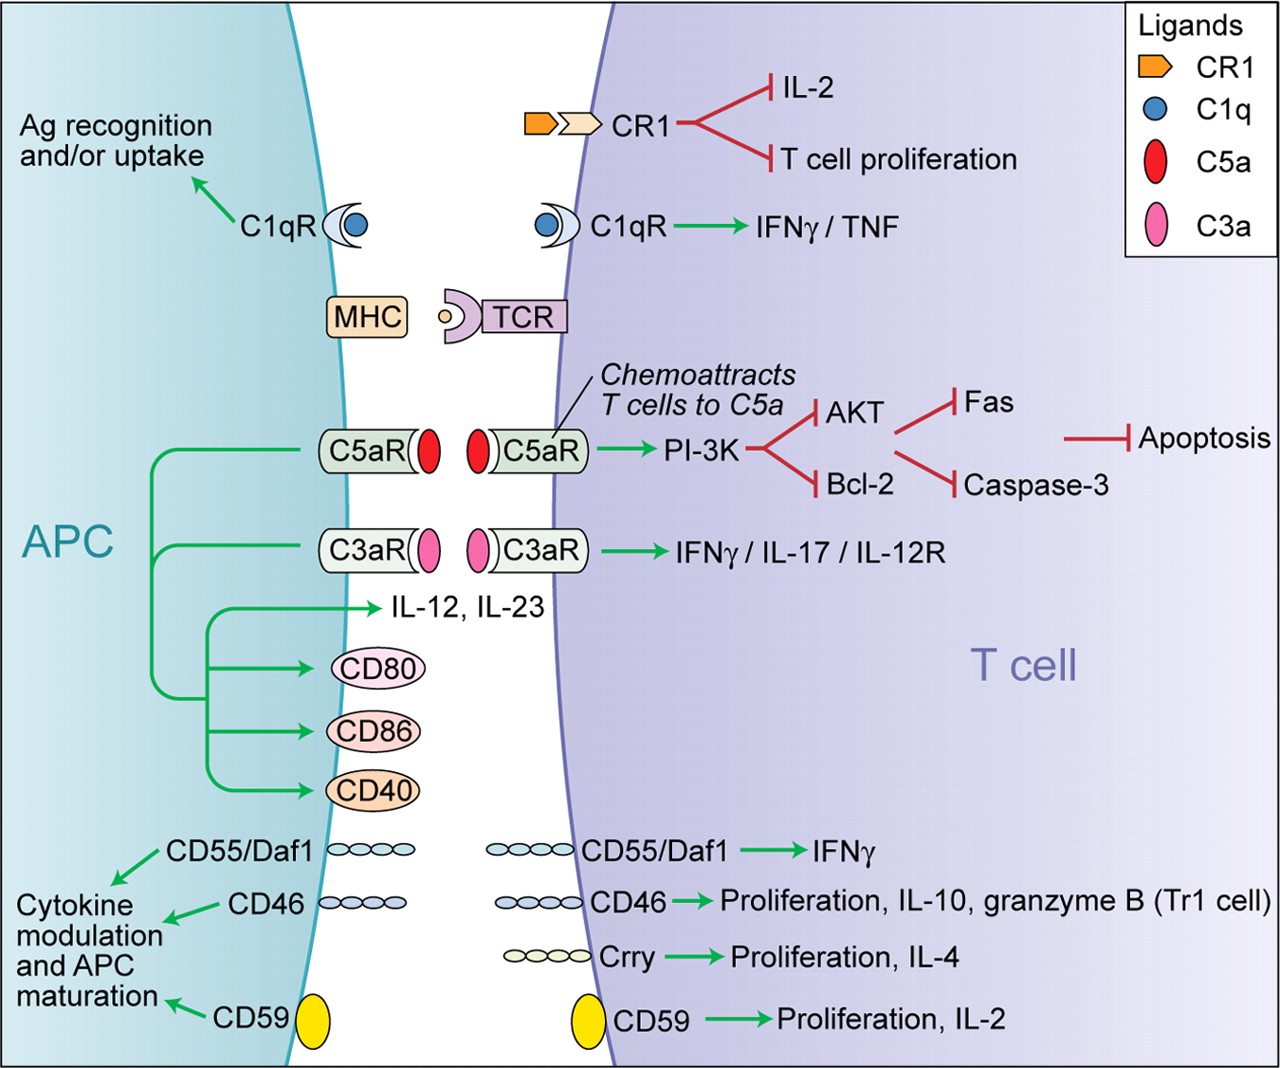 Ligands
CR1
C1q
C5a
C3a
Ag recognition
and/or uptake
C1qR
MHC
C5aR
C3aR
APC
IL-12, IL-23
CD80
CD86
CD40
CD55/Daf1
CD46
CD59
Cytokine
modulation
and APC
maturation
CR1
IL-2
T cell proliferation
C1qR
IFNγ / TNF
TCR
Chemoattracts
T cells to C5a
C5aR
PI-3K
AKT
Bcl-2
Fas
Caspase-3
Apoptosis
C3aR
IFNγ / IL-17 / IL-12R
T cell
CD55/Daf1
IFNγ
CD46
Proliferation, IL-10, granzyme B (Tr1 cell)
Crry
Proliferation, IL-4
CD59
Proliferation, IL-2